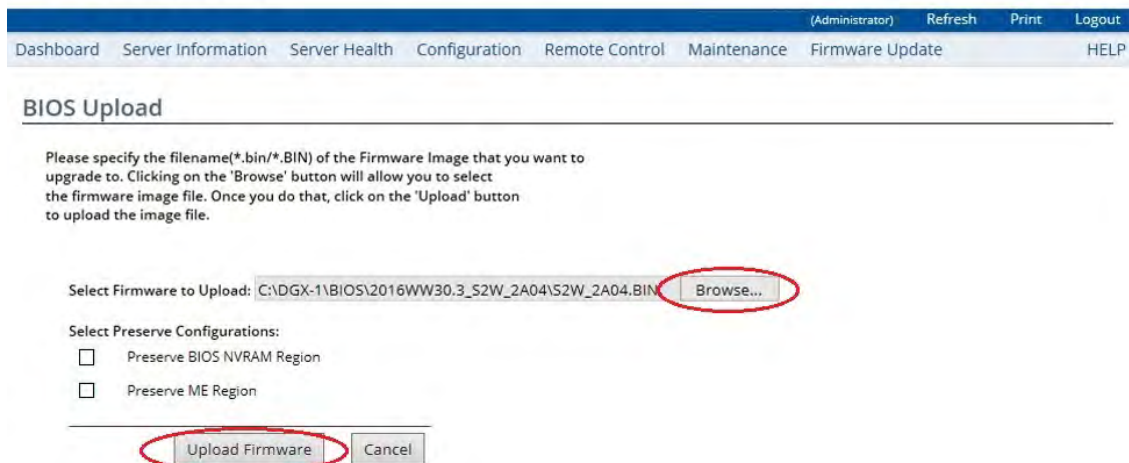 (Administrator) Refresh Print Logout
Dashboard Server Information Server Health Configuration Remote Control Maintenance Firmware Update HELP
BIOS Upload
Please specify the filename(*.bin/*.BIN) of the Firmware Image that you want to
upgrade to. Clicking on the 'Browse' button will allow you to select
the firmware image file. Once you do that, click on the 'Upload' button
to upload the image file.
Select Firmware to Upload: C:\DGX-1\BIOS\2016WW30.3_S2W_2A04\S2W_2A04.BIN Browse...
Select Preserve Configurations:
Preserve BIOS NVRAM Region
Preserve ME Region
Upload Firmware Cancel